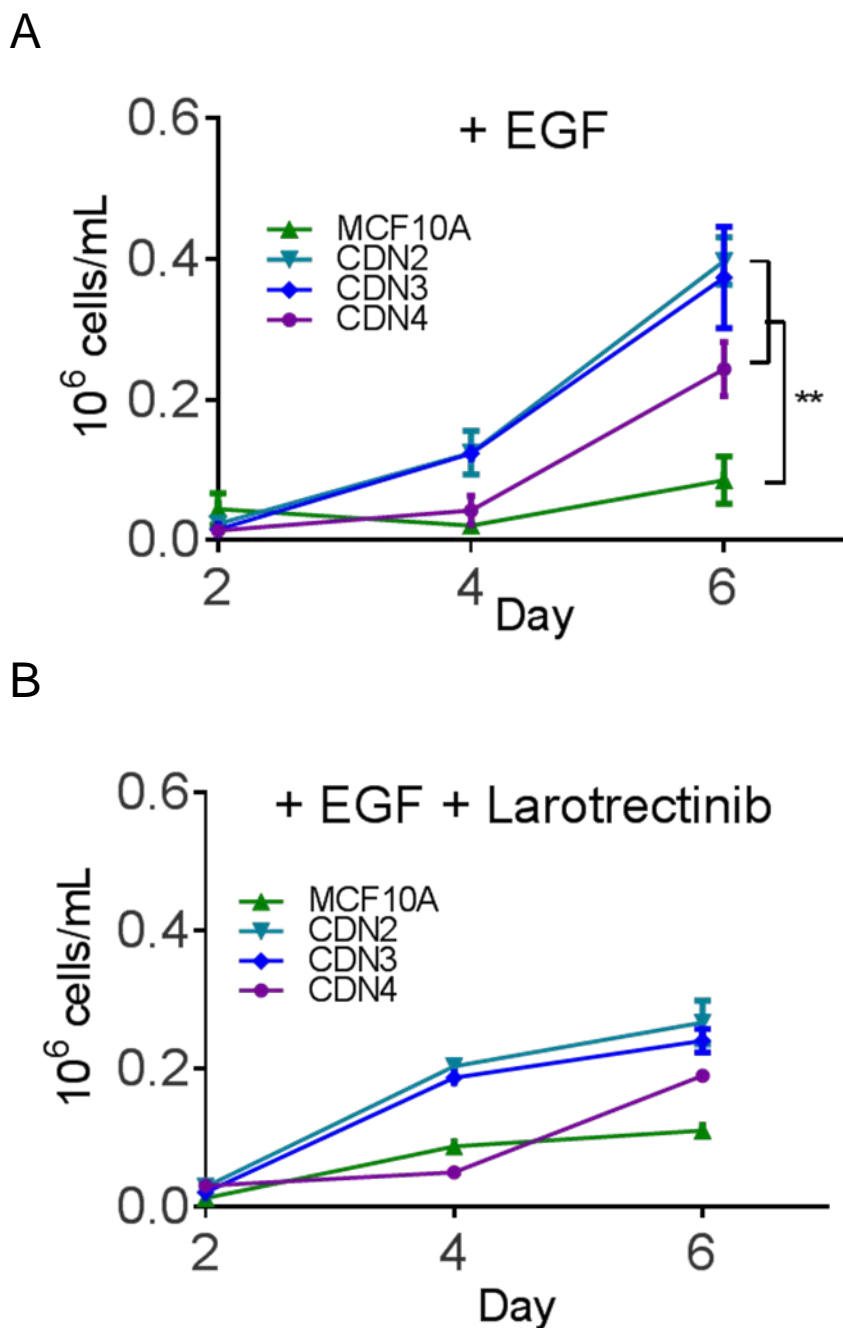 A
+ EGF
0.6
0.4
0.2
0.0
10⁶ cells/mL
MCF10A
CDN2
CDN3
CDN4
**
2 4 6
Day
B
+ EGF + Larotrectinib
0.6
0.4
0.2
0.0
10⁶ cells/mL
MCF10A
CDN2
CDN3
CDN4
2 4 6
Day